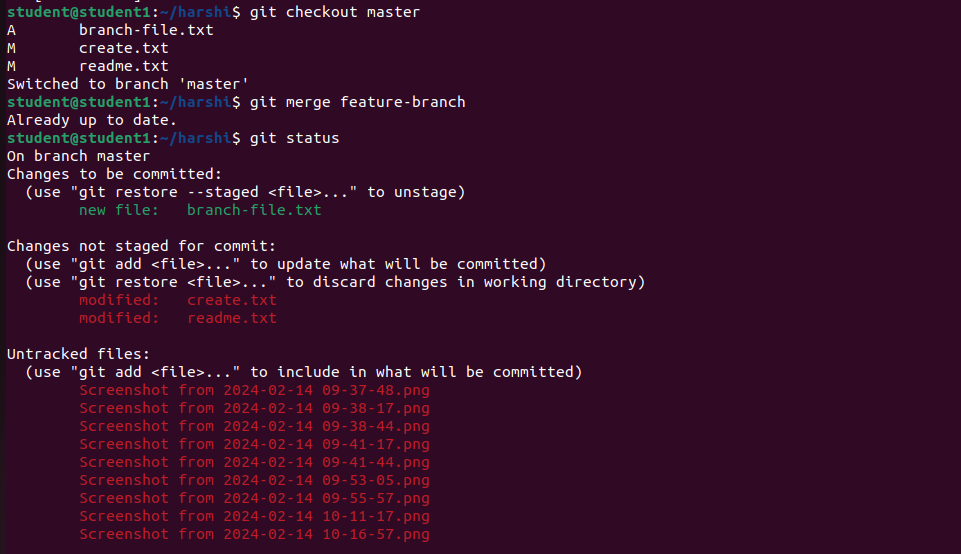 student@student1:~/harshi$ git checkout master
A       branch-file.txt
M       create.txt
M       readme.txt
Switched to branch 'master'
student@student1:~/harshi$ git merge feature-branch
Already up to date.
student@student1:~/harshi$ git status
On branch master
Changes to be committed:
  (use "git restore --staged <file>..." to unstage)
        new file:   branch-file.txt

Changes not staged for commit:
  (use "git add <file>..." to update what will be committed)
  (use "git restore <file>..." to discard changes in working directory)
        modified:   create.txt
        modified:   readme.txt

Untracked files:
  (use "git add <file>..." to include in what will be committed)
        Screenshot from 2024-02-14 09-37-48.png
        Screenshot from 2024-02-14 09-38-17.png
        Screenshot from 2024-02-14 09-38-44.png
        Screenshot from 2024-02-14 09-41-17.png
        Screenshot from 2024-02-14 09-41-44.png
        Screenshot from 2024-02-14 09-53-05.png
        Screenshot from 2024-02-14 09-55-57.png
        Screenshot from 2024-02-14 10-11-17.png
        Screenshot from 2024-02-14 10-16-57.png